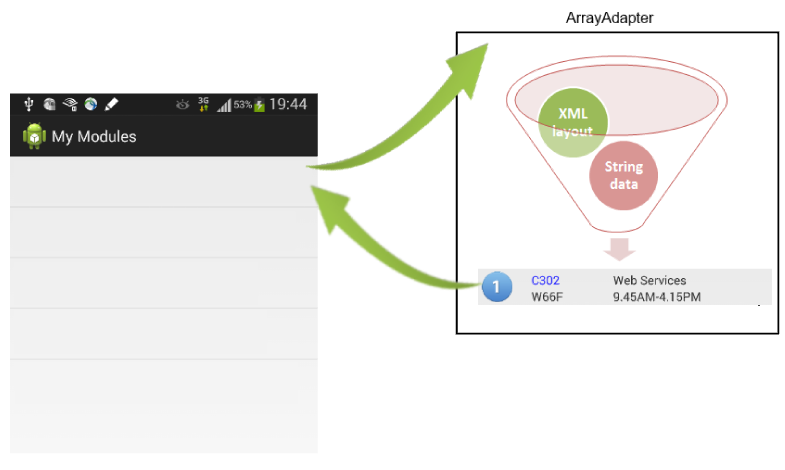 ArrayAdapter
3G 53% 19:44
My Modules
XML
layout
String
data
1
C302 Web Services
W66F 9.45AM-4.15PM